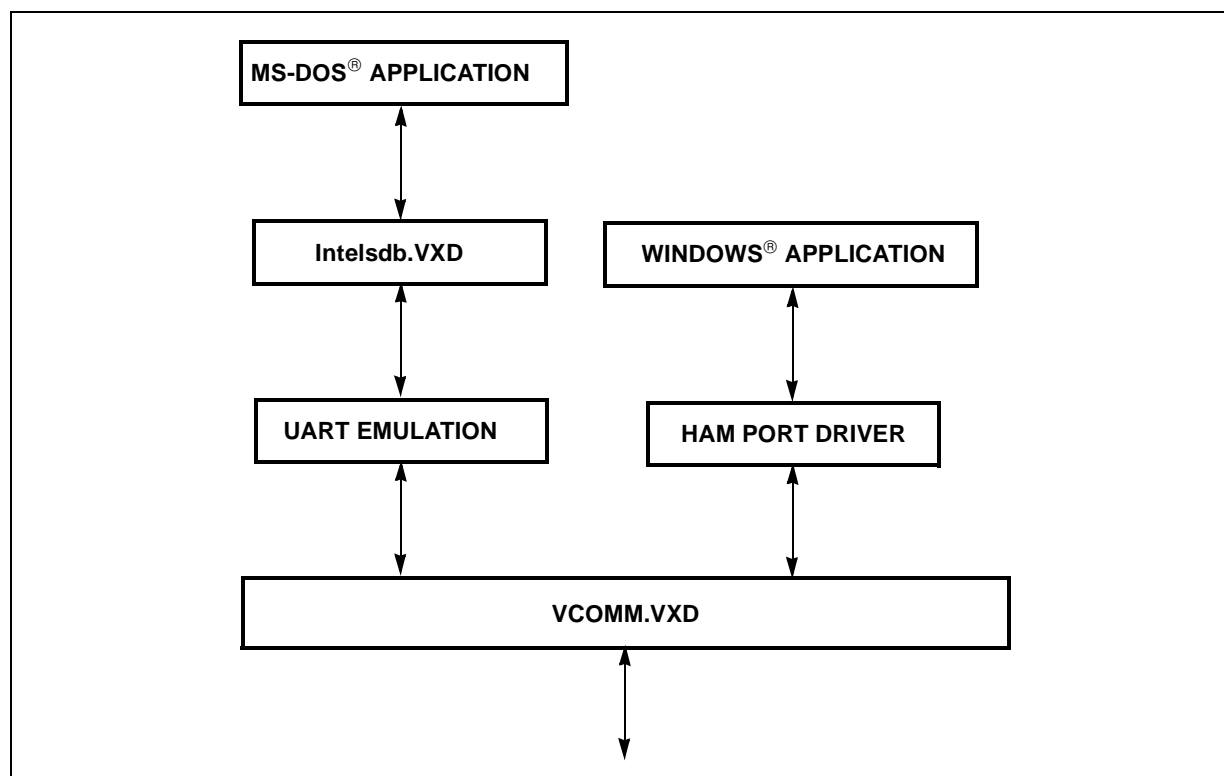 MS-DOS® APPLICATION
Intelsdb.VXD
WINDOWS® APPLICATION
UART EMULATION
HAM PORT DRIVER
VCOMM.VXD